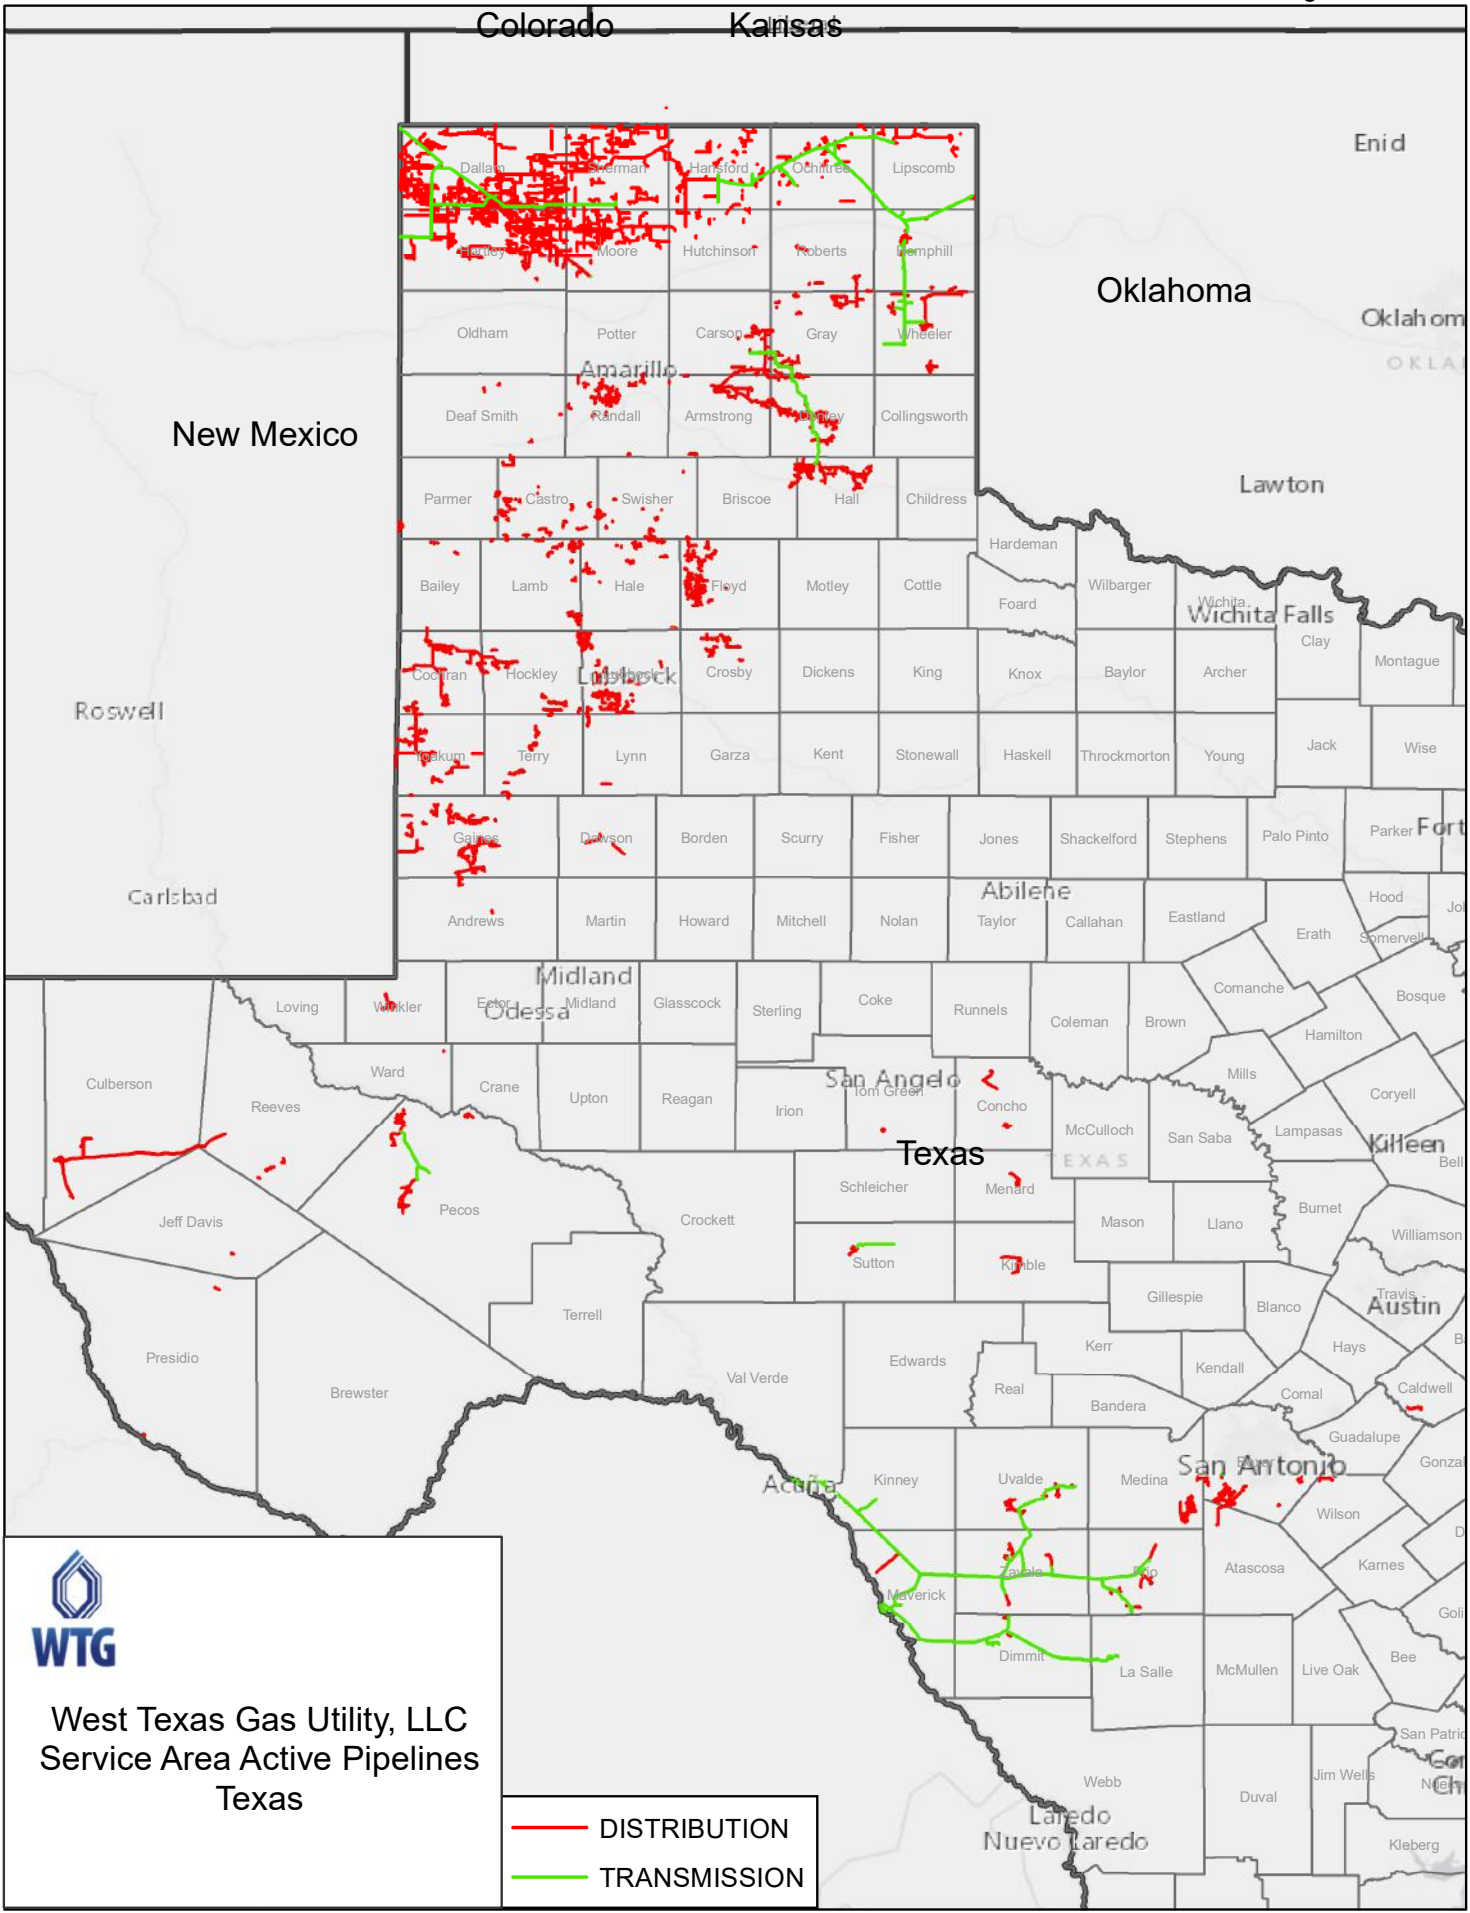 Colorado
Kansas
Liberal
Enid
Dallam
Sherman
Hansford
Ochiltree
Lipscomb
Hartley
Moore
Hutchinson
Roberts
Hemphill
Oklahoma
Oldham
Potter
Carson
Gray
Wheeler
Oklahom
OKLA
Amarillo
Deaf Smith
Randall
Armstrong
Donley
Collingsworth
New Mexico
Parmer
Castro
Swisher
Briscoe
Hall
Childress
Lawton
Hardeman
Bailey
Lamb
Hale
Floyd
Motley
Cottle
Foard
Wilbarger
Wichita
Wichita Falls
Clay
Montague
Cochran
Hockley
Lubbock
Lubbock
Crosby
Dickens
King
Knox
Baylor
Archer
Roswell
Yoakum
Terry
Lynn
Garza
Kent
Stonewall
Haskell
Throckmorton
Young
Jack
Wise
Gaines
Dawson
Borden
Scurry
Fisher
Jones
Shackelford
Stephens
Palo Pinto
Parker
Fort
Carlsbad
Abilene
Andrews
Martin
Howard
Mitchell
Nolan
Taylor
Callahan
Eastland
Erath
Hood
Somervell
Joh
Midland
Odessa
Loving
Winkler
Ector
Midland
Glasscock
Sterling
Coke
Runnels
Coleman
Brown
Comanche
Hamilton
Bosque
Culberson
Reeves
Ward
Crane
Upton
Reagan
Irion
San Angelo
Tom Green
Concho
McCulloch
San Saba
Mills
Lampasas
Coryell
Killeen
Bell
Texas
TEXAS
Jeff Davis
Pecos
Crockett
Schleicher
Menard
Mason
Llano
Burnet
Williamson
Sutton
Kimble
Terrell
Gillespie
Blanco
Travis
Austin
Presidio
Brewster
Val Verde
Edwards
Real
Kerr
Bandera
Kendall
Hays
Comal
Caldwell
Guadalupe
Acuña
Kinney
Uvalde
Medina
San Antonio
Bexar
Gonzal
Wilson
Maverick
Zavala
Frio
Atascosa
Karnes
Goli
Dimmit
La Salle
McMullen
Live Oak
Bee
San Patric
Webb
Duval
Jim Wells
Kleberg
Laredo
Nuevo Laredo
WTG
West Texas Gas Utility, LLC
Service Area Active Pipelines
Texas
DISTRIBUTION
TRANSMISSION